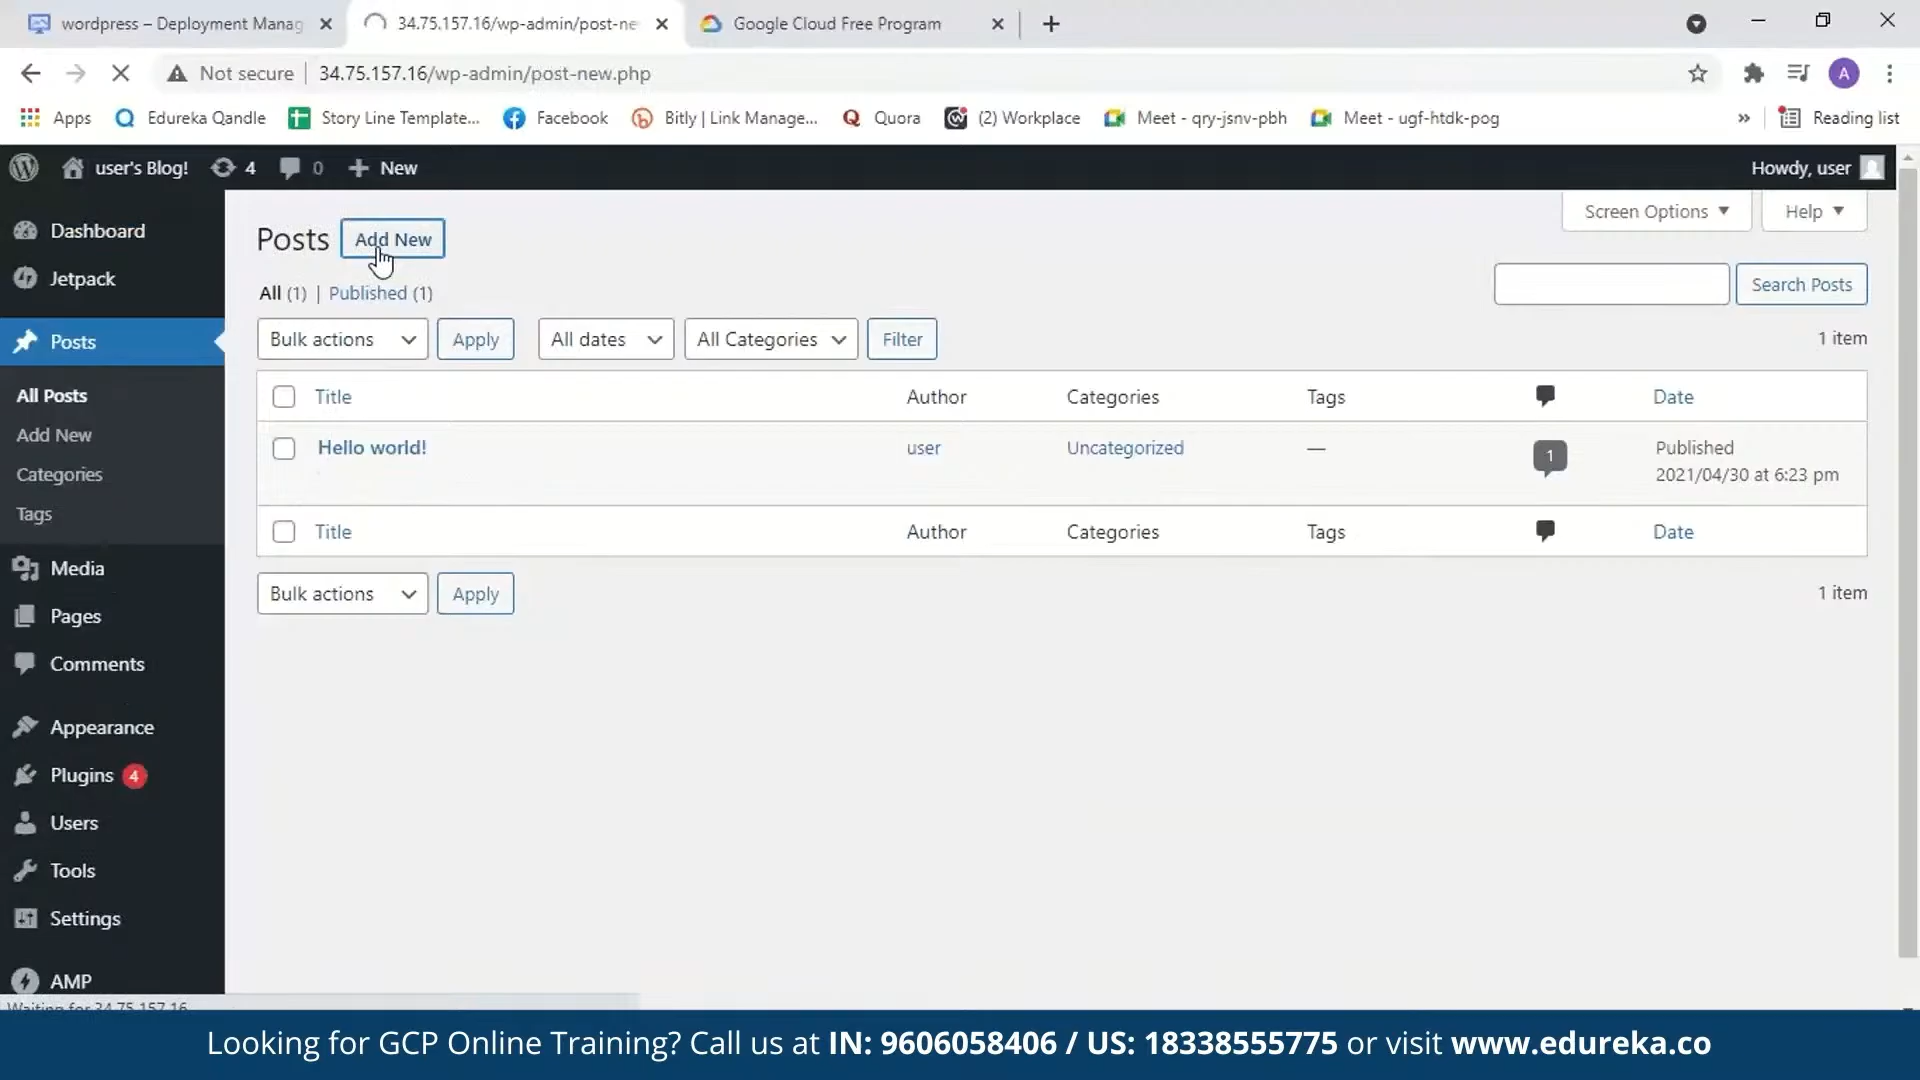 wordpress – Deployment Manag
34.75.157.16/wp-admin/post-ne
Google Cloud Free Program
Not secure
34.75.157.16/wp-admin/post-new.php
A
Apps
Edureka Qandle
Story Line Template...
Facebook
Bitly | Link Manage...
Quora
(2) Workplace
Meet - qry-jsnv-pbh
Meet - ugf-htdk-pog
»
Reading list
user's Blog!
4
0
New
Howdy, user
Dashboard
Jetpack
Posts
All Posts
Add New
Categories
Tags
Media
Pages
Comments
Appearance
Plugins 4
Users
Tools
Settings
AMP
Screen Options
Help
Posts
Add New
All (1) | Published (1)
Search Posts
Bulk actions
Apply
All dates
All Categories
Filter
1 item
Title
Author
Categories
Tags
Date
Hello world!
user
Uncategorized
—
1
Published
2021/04/30 at 6:23 pm
Title
Author
Categories
Tags
Date
Bulk actions
Apply
1 item
Waiting for 34.75.157.16
Looking for GCP Online Training? Call us at IN: 9606058406 / US: 18338555775 or visit www.edureka.co